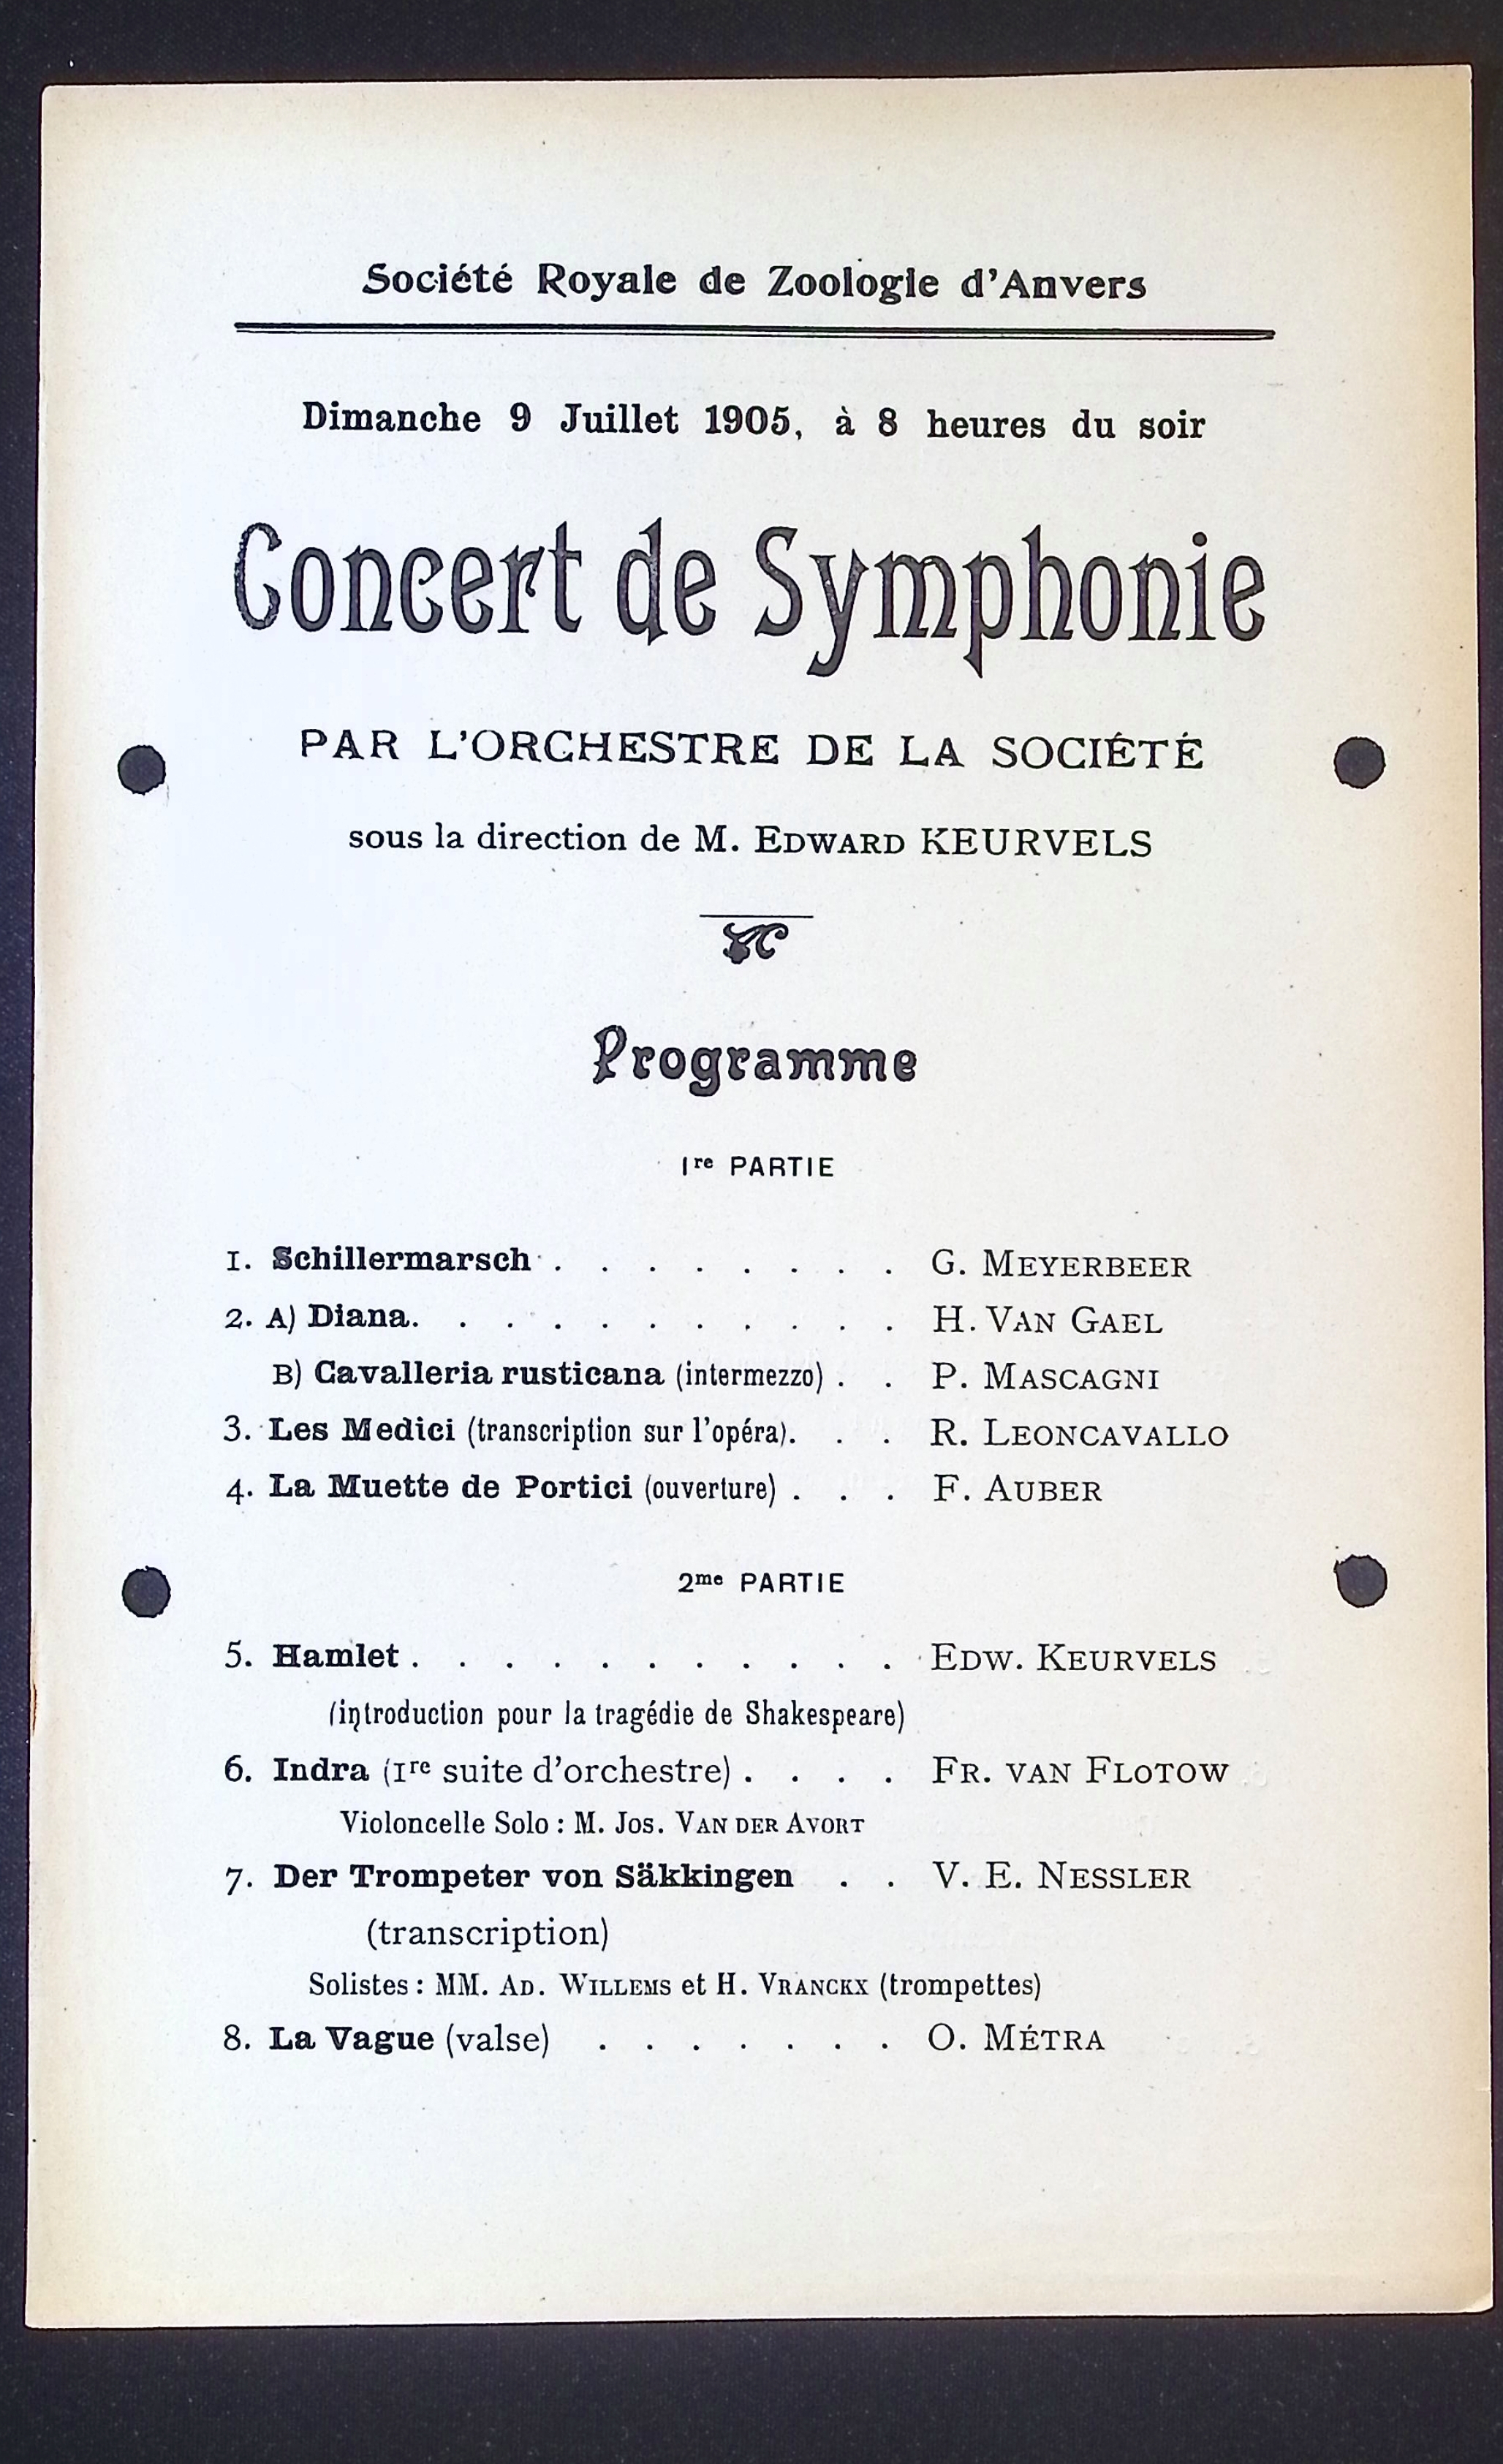 Société Royale de Zoologie d'Anvers
Dimanche 9 Juillet 1905, à 8 heures du soir
Concert de Symphonie
PAR L'ORCHESTRE DE LA SOCIÉTÉ
sous la direction de M. EDWARD KEURVELS
Programme
1re PARTIE
1. Schillermarsch . . . . . . . . G. MEYERBEER
2. A) Diana. . . . . . . . . . . H. VAN GAEL
B) Cavalleria rusticana (intermezzo) . . P. MASCAGNI
3. Les Medici (transcription sur l'opéra). . . R. LEONCAVALLO
4. La Muette de Portici (ouverture) . . . F. AUBER
2me PARTIE
5. Hamlet . . . . . . . . . . . EDW. KEURVELS
(introduction pour la tragédie de Shakespeare)
6. Indra (1re suite d'orchestre) . . . . FR. VAN FLOTOW
Violoncelle Solo : M. Jos. VAN DER AVORT
7. Der Trompeter von Säkkingen . . V. E. NESSLER
(transcription)
Solistes : MM. AD. WILLEMS et H. VRANCKX (trompettes)
8. La Vague (valse) . . . . . . . O. MÉTRA